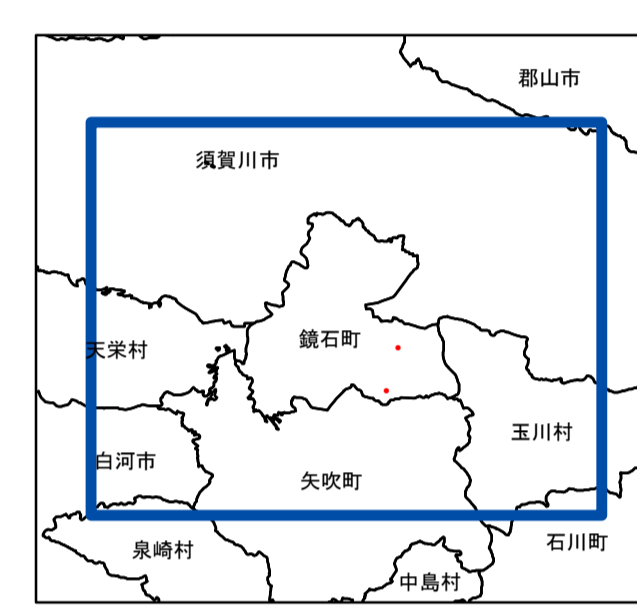 郡山市
須賀川市
鏡石町
天栄村
玉川村
白河市
矢吹町
石川町
泉崎村
中島村